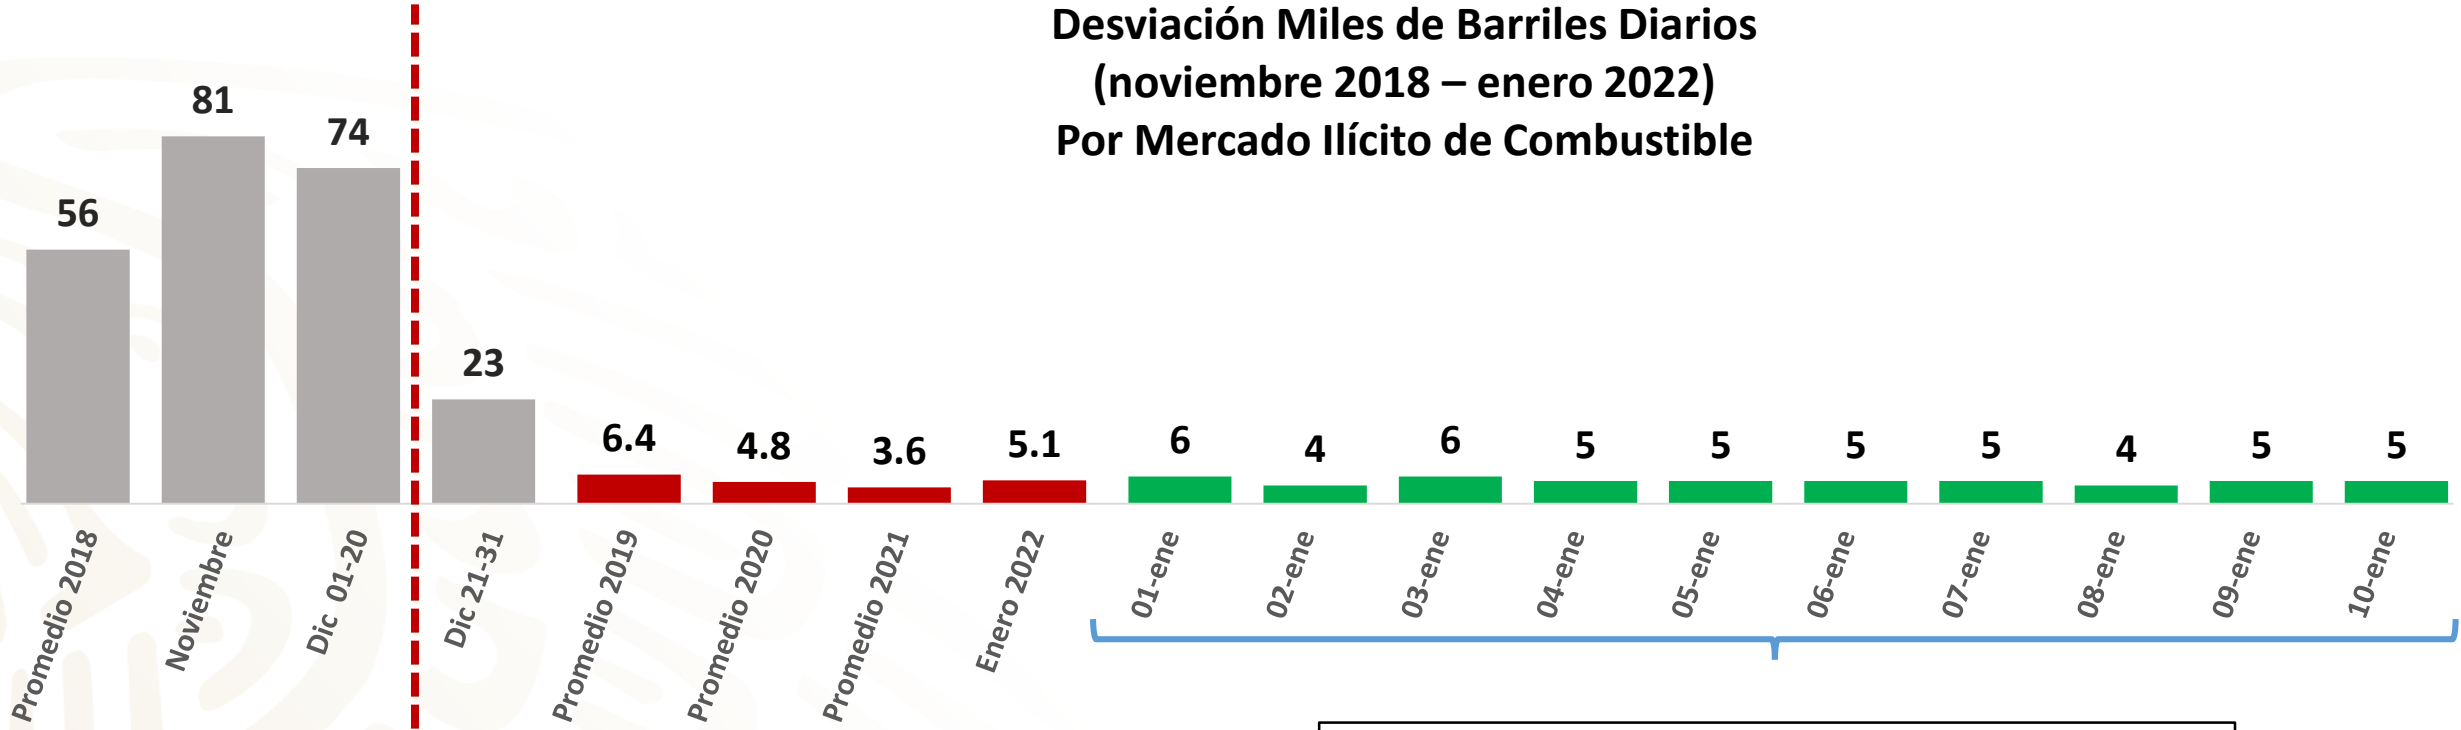 Desviación Miles de Barriles Diarios
(noviembre 2018 – enero 2022)
Por Mercado Ilícito de Combustible
56
81
74
23
6.4
4.8
3.6
5.1
6
4
6
5
5
5
5
4
5
5
Promedio 2018
Noviembre
Dic 01-20
Dic 21-31
Promedio 2019
Promedio 2020
Promedio 2021
Enero 2022
01-ene
02-ene
03-ene
04-ene
05-ene
06-ene
07-ene
08-ene
09-ene
10-ene